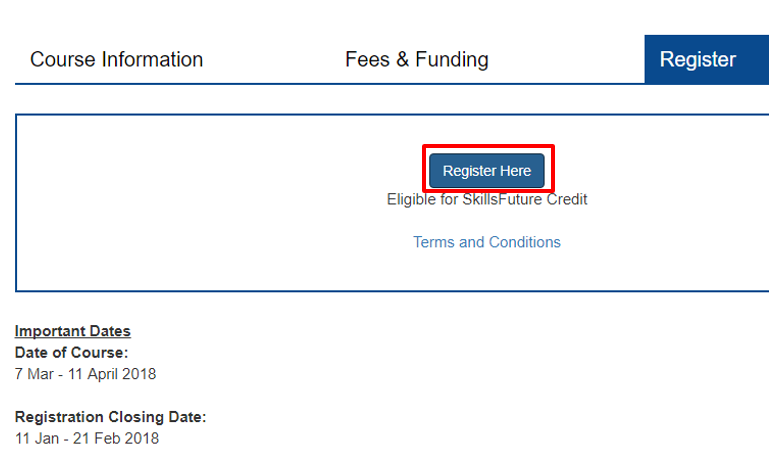 Course Information
Fees & Funding
Register
Register Here
Eligible for SkillsFuture Credit
Terms and Conditions
Important Dates
Date of Course:
7 Mar - 11 April 2018
Registration Closing Date:
11 Jan - 21 Feb 2018